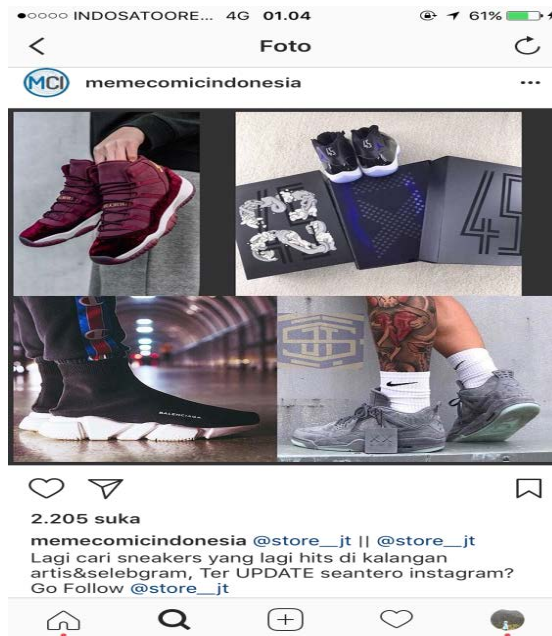 INDOSATOORE... 4G 01.04 61%
Foto
MCI memecomicindonesia
45
23
45
BALENCIAGA
2.205 suka
memecomicindonesia @store__jt || @store__jt
Lagi cari sneakers yang lagi hits di kalangan
artis&selebgram, Ter UPDATE seantero instagram?
Go Follow @store__jt